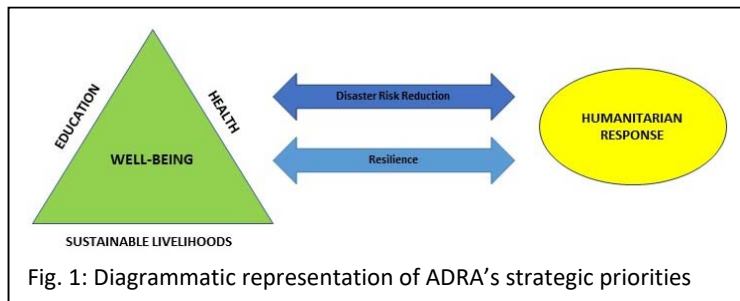 EDUCATION
HEALTH
WELL-BEING
SUSTAINABLE LIVELIHOODS
Disaster Risk Reduction
Resilience
HUMANITARIAN
RESPONSE
Fig. 1: Diagrammatic representation of ADRA’s strategic priorities